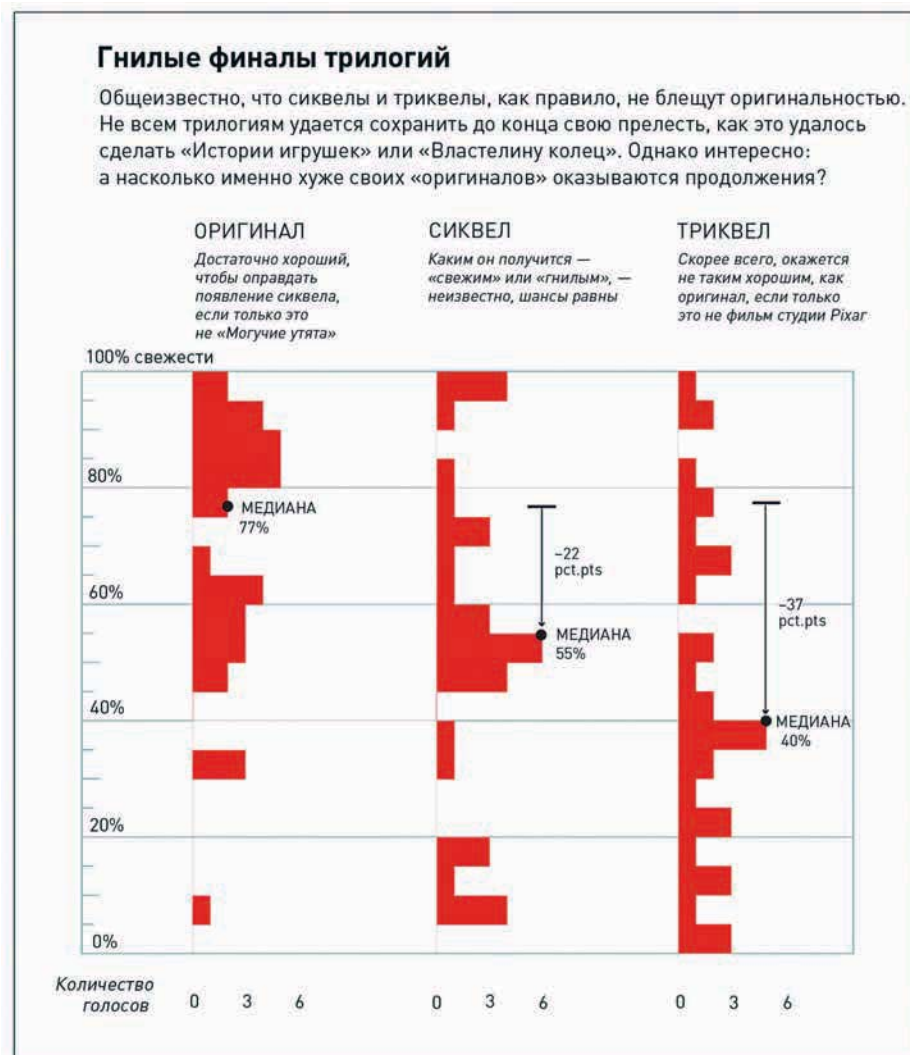 Гнилые финалы трилогий
Общеизвестно, что сиквелы и триквелы, как правило, не блещут оригинальностью.
Не всем трилогиям удается сохранить до конца свою прелесть, как это удалось
сделать «Истории игрушек» или «Властелину колец». Однако интересно:
а насколько именно хуже своих «оригиналов» оказываются продолжения?
ОРИГИНАЛ
Достаточно хороший,
чтобы оправдать
появление сиквела,
если только это
не «Могучие утята»
СИКВЕЛ
Каким он получится —
«свежим» или «гнилым», —
неизвестно, шансы равны
ТРИКВЕЛ
Скорее всего, окажется
не таким хорошим, как
оригинал, если только
это не фильм студии Pixar
100% свежести
80%
60%
40%
20%
0%
МЕДИАНА
77%
–22
pct.pts
МЕДИАНА
55%
–37
pct.pts
МЕДИАНА
40%
Количество
голосов
0 3 6
0 3 6
0 3 6